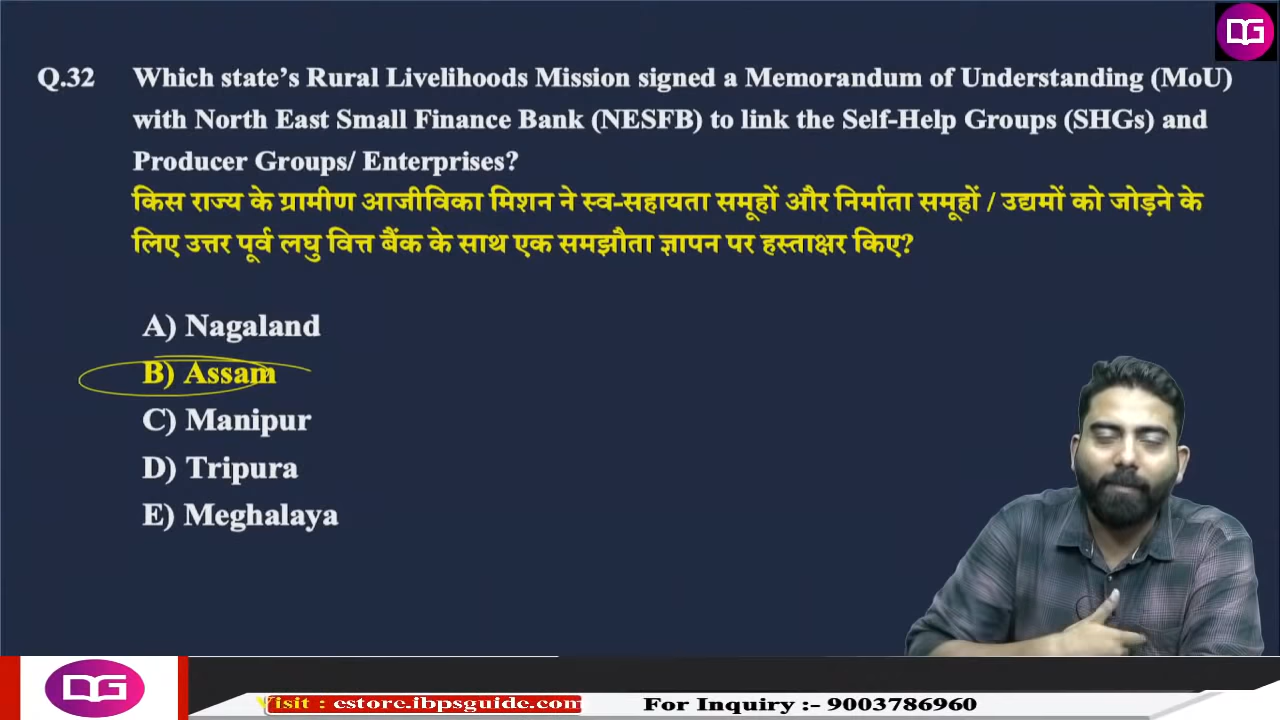 DG
Q.32 Which state's Rural Livelihoods Mission signed a Memorandum of Understanding (MoU)
with North East Small Finance Bank (NESFB) to link the Self-Help Groups (SHGs) and
Producer Groups/ Enterprises?
किस राज्य के ग्रामीण आजीविका मिशन ने स्व-सहायता समूहों और निर्माता समूहों / उद्यमों को जोड़ने के
लिए उत्तर पूर्व लघु वित्त बैंक के साथ एक समझौता ज्ञापन पर हस्ताक्षर किए?
A) Nagaland
B) Assam
C) Manipur
D) Tripura
E) Meghalaya
DG
Visit : estore.ibpsguide.com
For Inquiry :- 9003786960